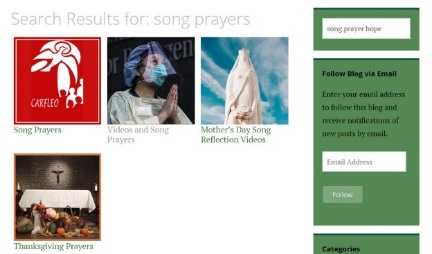 Search Results for: song prayers
CARFLEO
Song Prayers
Videos and Song
Prayers
Mother's Day Song
Reflection Videos
Thanksgiving Prayers
song prayer hope
Follow Blog via Email
Enter your email address
to follow this blog and
receive notifications of
new posts by email.
Email Address
Follow
Categories